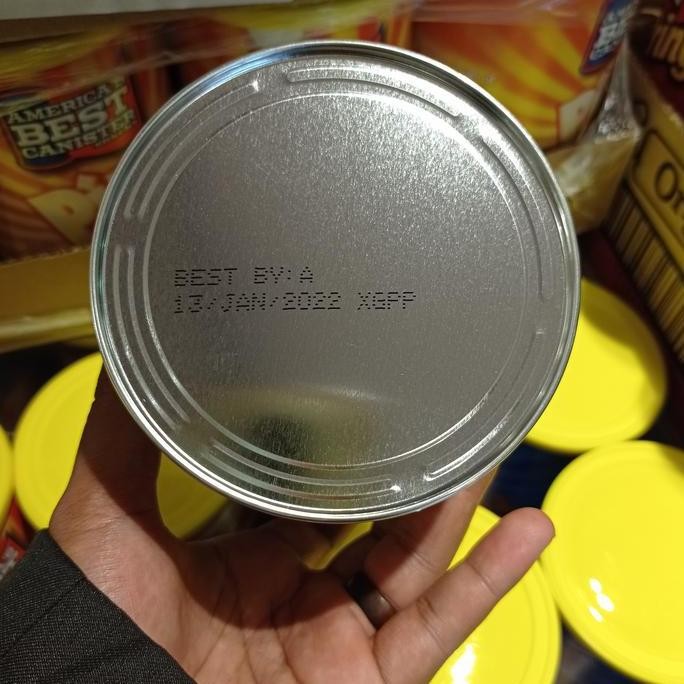 AMERICA'S
BEST
CANISTER
BEST BY:A
13/JAN/2022 XGPP